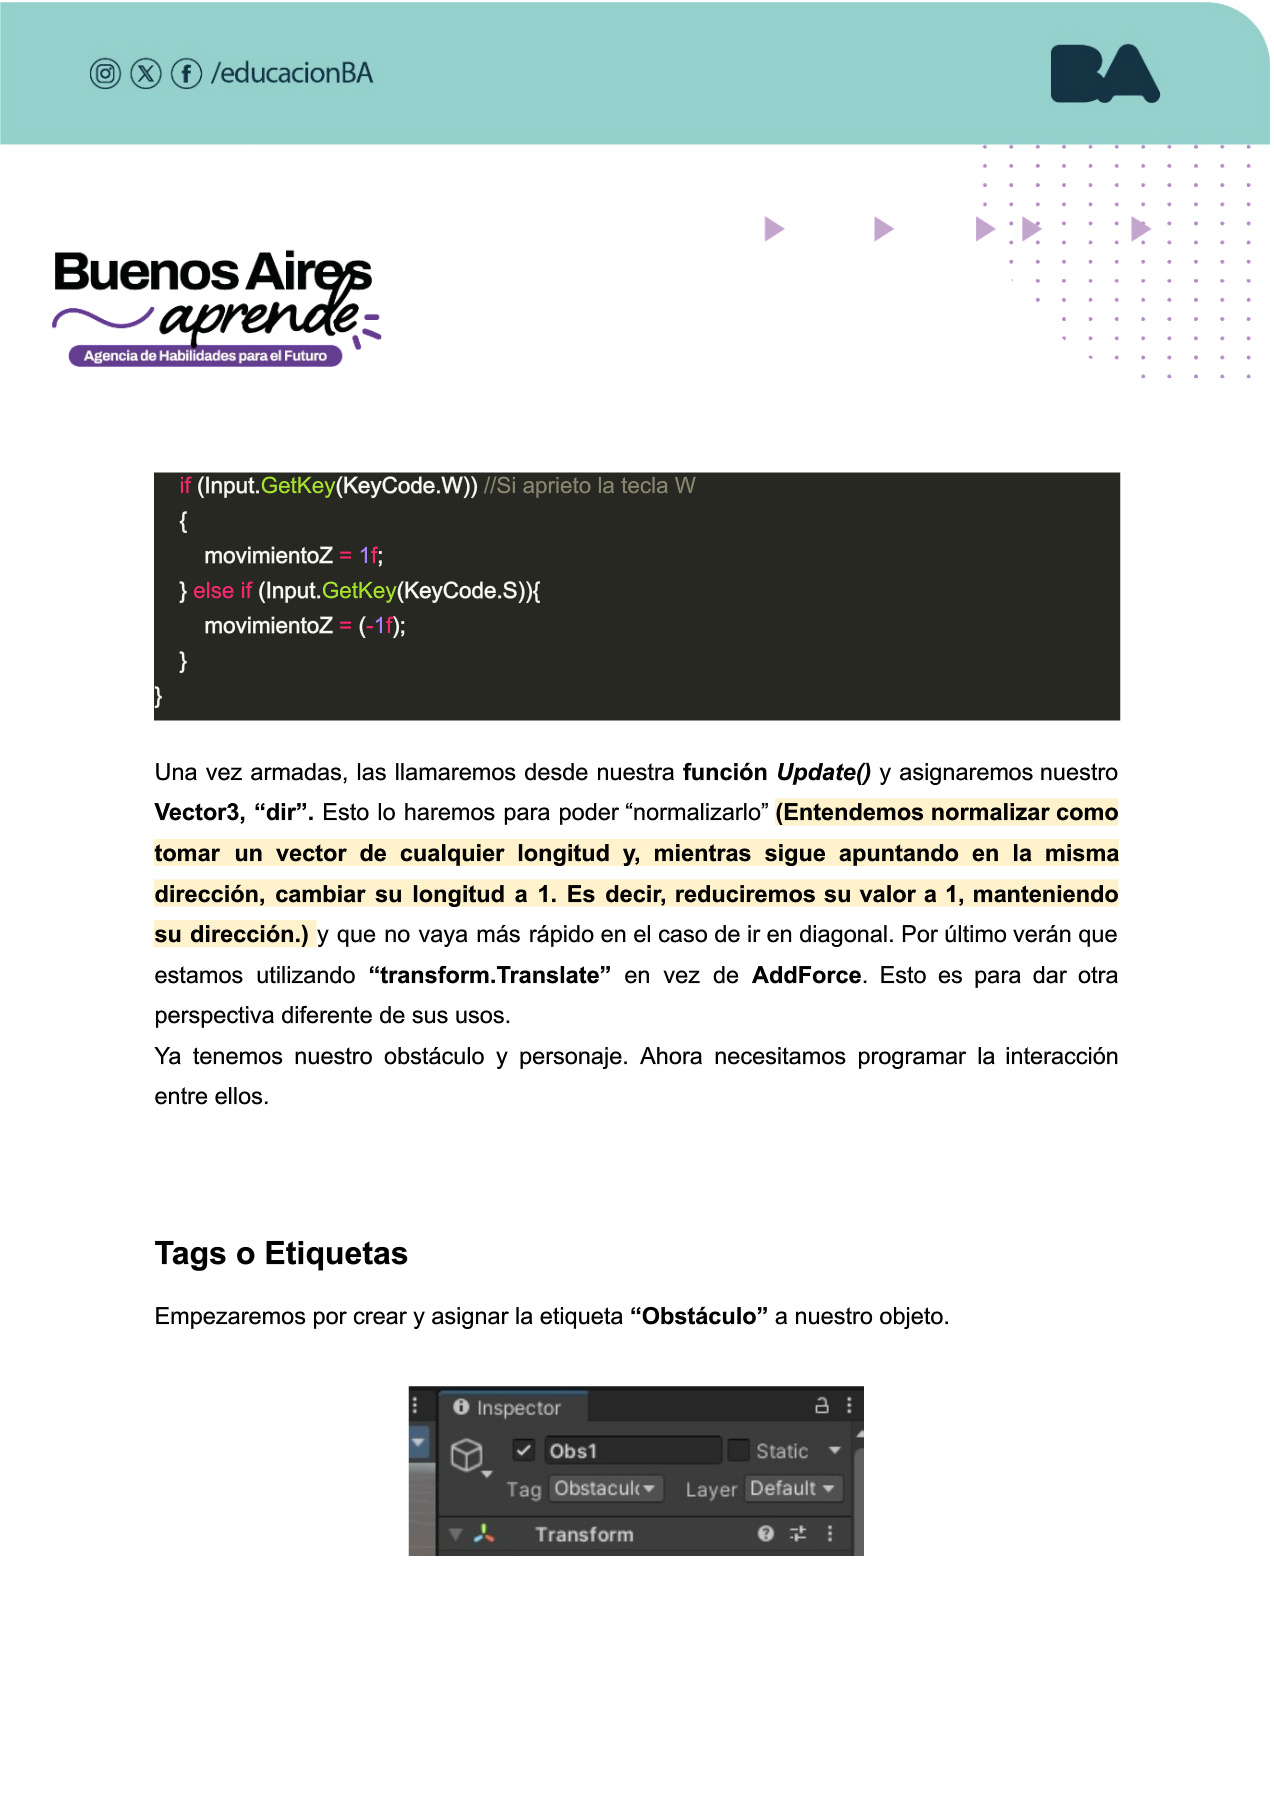 /educacionBA
BA
Buenos Aires
aprende
Agencia de Habilidades para el Futuro
if (Input.GetKey(KeyCode.W)) //Si aprieto la tecla W
{
movimientoZ = 1f;
} else if (Input.GetKey(KeyCode.S)){
movimientoZ = (-1f);
}
}
Una vez armadas, las llamaremos desde nuestra función Update() y asignaremos nuestro
Vector3, “dir”. Esto lo haremos para poder “normalizarlo” (Entendemos normalizar como
tomar un vector de cualquier longitud y, mientras sigue apuntando en la misma
dirección, cambiar su longitud a 1. Es decir, reduciremos su valor a 1, manteniendo
su dirección.) y que no vaya más rápido en el caso de ir en diagonal. Por último verán que
estamos utilizando “transform.Translate” en vez de AddForce. Esto es para dar otra
perspectiva diferente de sus usos.
Ya tenemos nuestro obstáculo y personaje. Ahora necesitamos programar la interacción
entre ellos.
Tags o Etiquetas
Empezaremos por crear y asignar la etiqueta “Obstáculo” a nuestro objeto.
Inspector
Obs1 Static
Tag Obstacul Layer Default
Transform